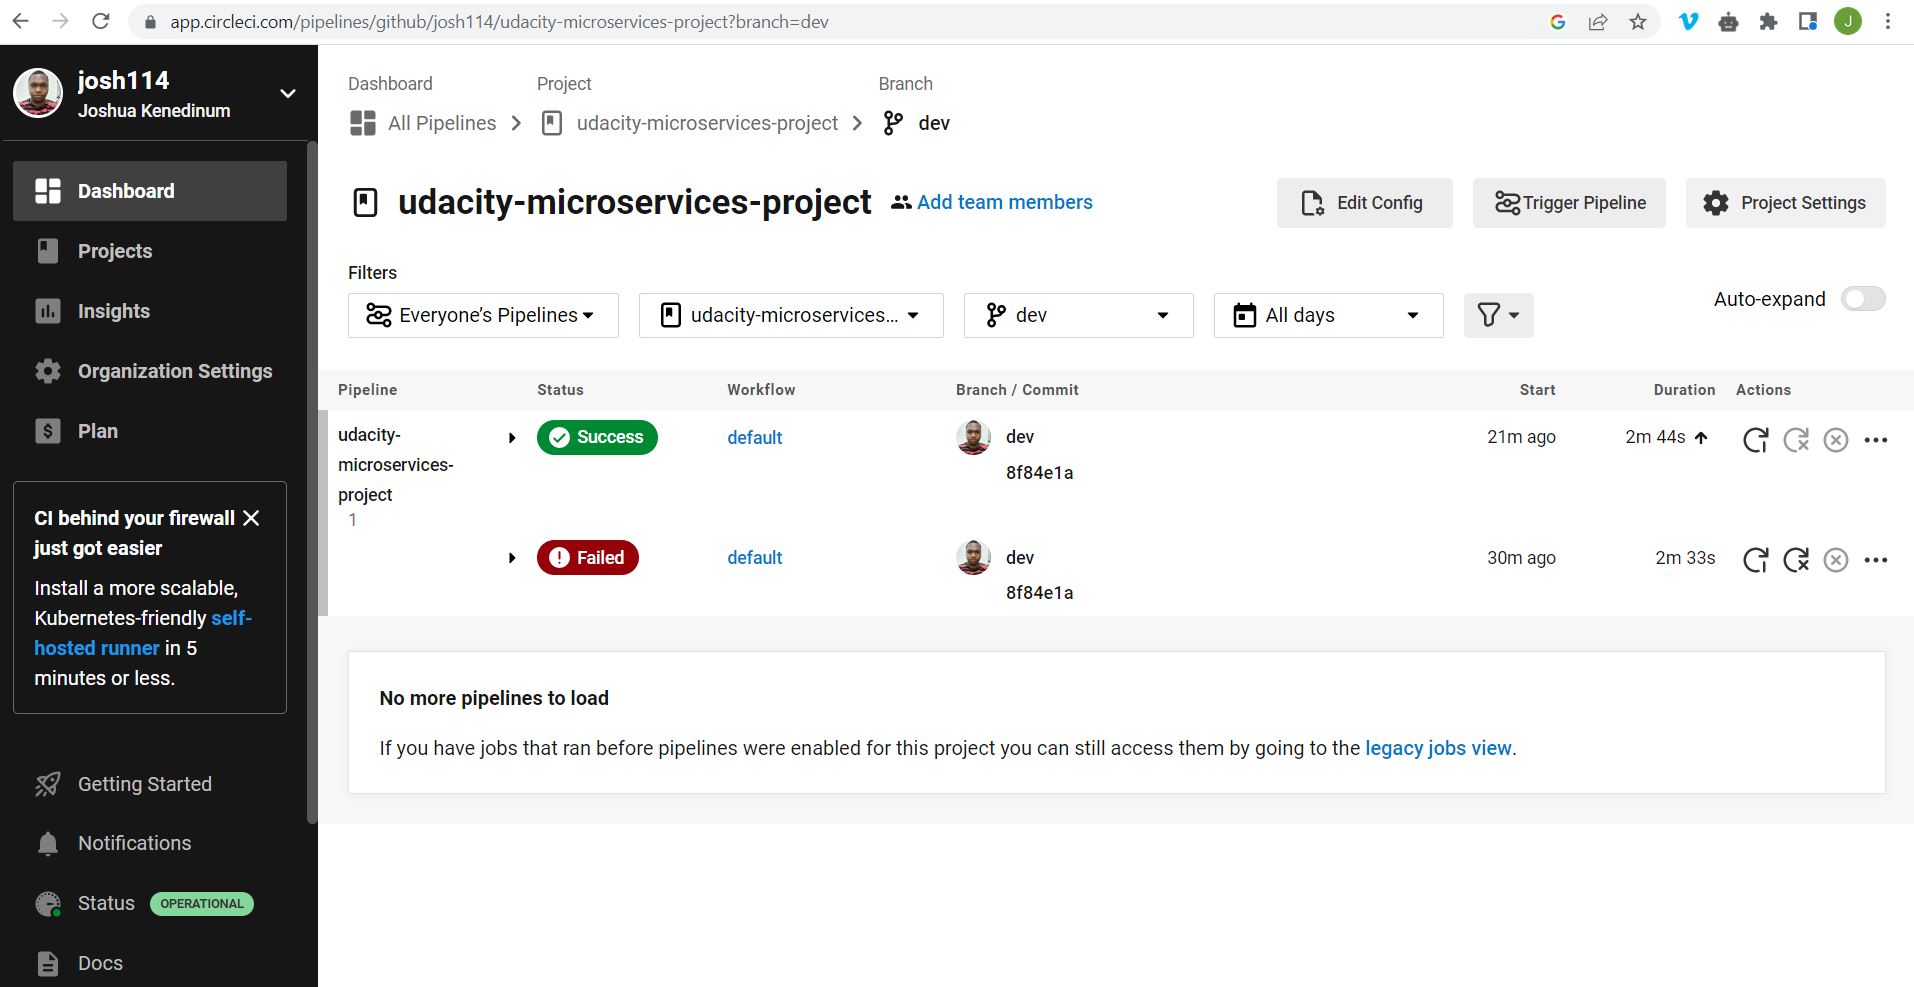 app.circleci.com/pipelines/github/josh114/udacity-microservices-project?branch=dev
J
josh114
Joshua Kenedinum
Dashboard
Projects
Insights
Organization Settings
Plan
CI behind your firewall
just got easier
Install a more scalable,
Kubernetes-friendly self-
hosted runner in 5
minutes or less.
Getting Started
Notifications
Status OPERATIONAL
Docs
Dashboard Project Branch
All Pipelines udacity-microservices-project dev
udacity-microservices-project Add team members Edit Config Trigger Pipeline Project Settings
Filters
Everyone’s Pipelines udacity-microservices... dev All days Auto-expand
Pipeline Status Workflow Branch / Commit Start Duration Actions
udacity-
microservices-
project
1
Success default dev 21m ago 2m 44s
8f84e1a
Failed default dev 30m ago 2m 33s
8f84e1a
No more pipelines to load
If you have jobs that ran before pipelines were enabled for this project you can still access them by going to the legacy jobs view.